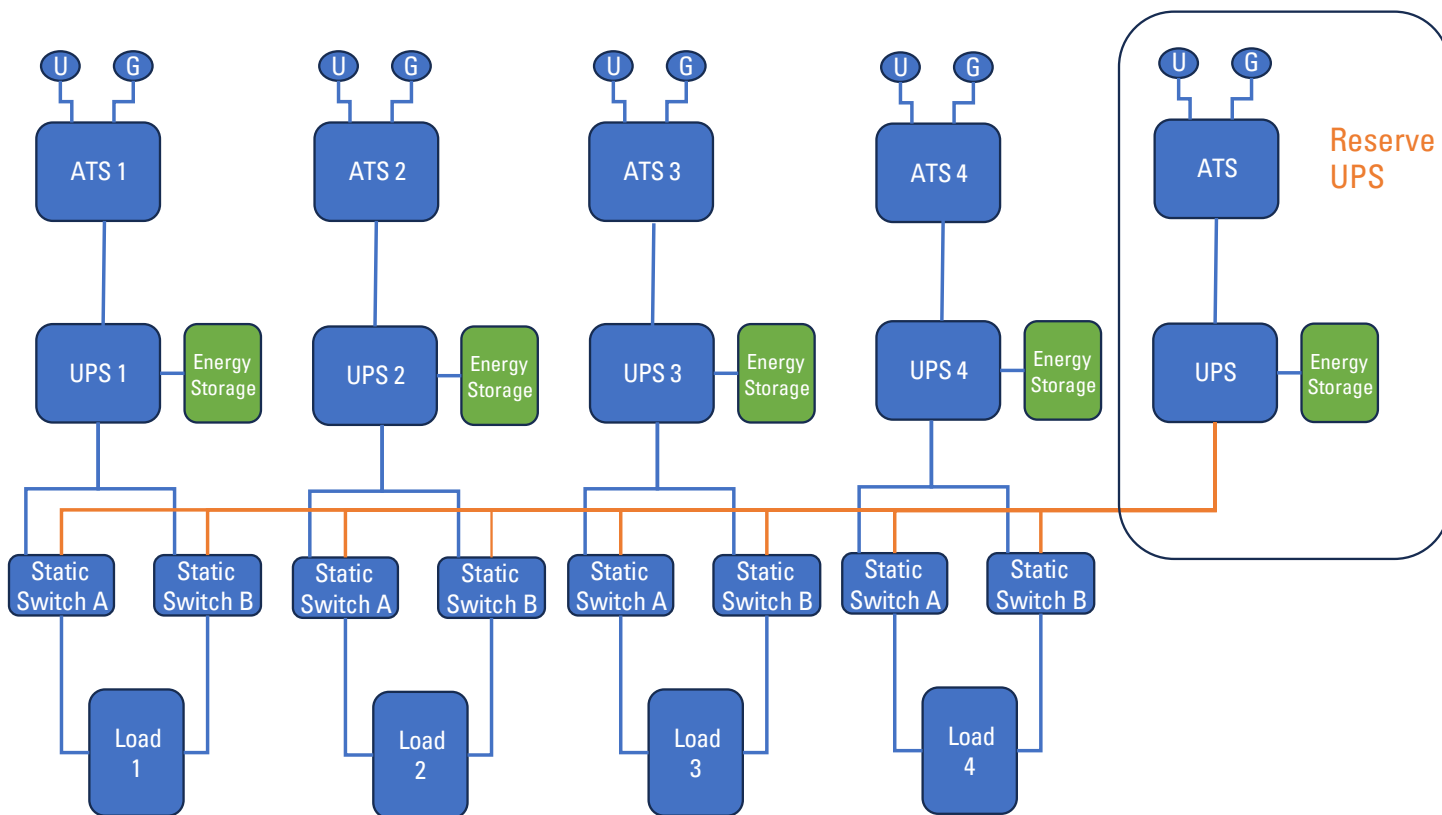 U
G
U
G
U
G
U
G
U
G
ATS 1
ATS 2
ATS 3
ATS 4
ATS
Reserve
UPS
UPS 1
Energy
Storage
UPS 2
Energy
Storage
UPS 3
Energy
Storage
UPS 4
Energy
Storage
UPS
Energy
Storage
Static
Switch A
Static
Switch B
Static
Switch A
Static
Switch B
Static
Switch A
Static
Switch B
Static
Switch A
Static
Switch B
Load
1
Load
2
Load
3
Load
4